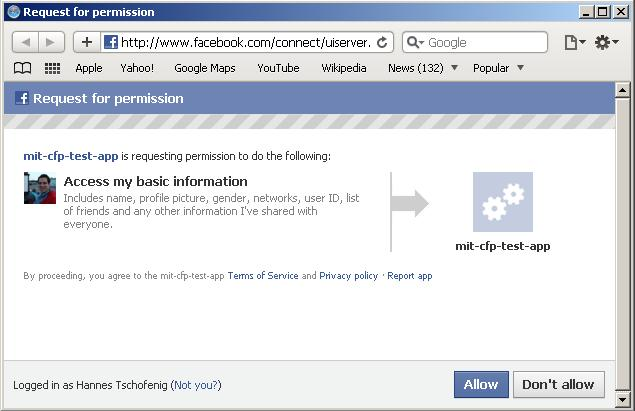 Request for permission
http://www.facebook.com/connect/uiserver.
Google
Apple Yahoo! Google Maps YouTube Wikipedia News (132) Popular
Request for permission
mit-cfp-test-app is requesting permission to do the following:
Access my basic information
Includes name, profile picture, gender, networks, user ID, list
of friends and any other information I've shared with
everyone.
mit-cfp-test-app
By proceeding, you agree to the mit-cfp-test-app Terms of Service and Privacy policy · Report app
Logged in as Hannes Tschofenig (Not you?)
Allow
Don't allow